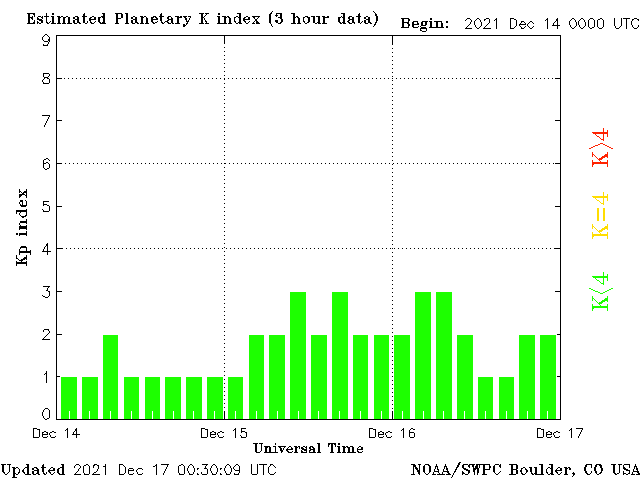 Estimated Planetary K index (3 hour data)
Begin: 2021 Dec 14 0000 UTC
9
8
7
6
5
4
3
2
1
0
Kp index
K>4
K=4
K<4
Dec 14
Dec 15
Dec 16
Dec 17
Universal Time
Updated 2021 Dec 17 00:30:09 UTC
NOAA/SWPC Boulder, CO USA